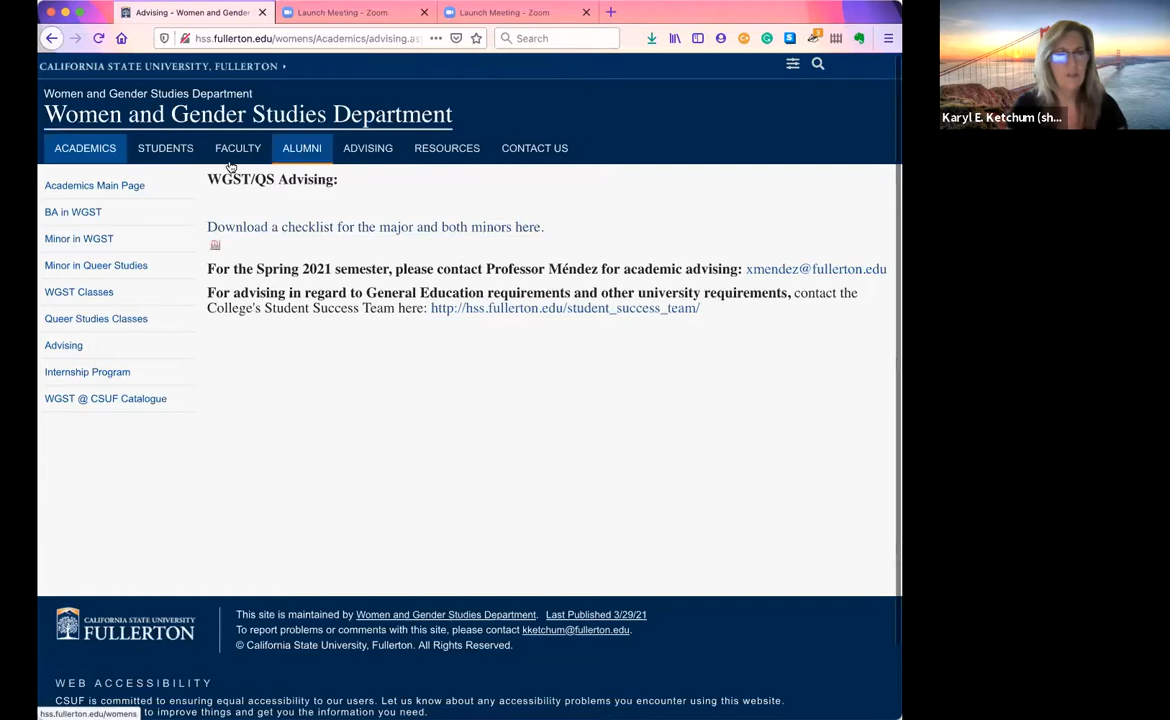 Advising - Women and Gender
Launch Meeting - Zoom
Launch Meeting - Zoom
hss.fullerton.edu/womens/Academics/advising.as
Search
CALIFORNIA STATE UNIVERSITY, FULLERTON
Women and Gender Studies Department
Women and Gender Studies Department
ACADEMICS STUDENTS FACULTY ALUMNI ADVISING RESOURCES CONTACT US
Academics Main Page
BA in WGST
Minor in WGST
Minor in Queer Studies
WGST Classes
Queer Studies Classes
Advising
Internship Program
WGST @ CSUF Catalogue
WGST/QS Advising:
Download a checklist for the major and both minors here.
For the Spring 2021 semester, please contact Professor Méndez for academic advising: xmendez@fullerton.edu
For advising in regard to General Education requirements and other university requirements, contact the
College's Student Success Team here: http://hss.fullerton.edu/student_success_team/
CALIFORNIA STATE UNIVERSITY
FULLERTON
This site is maintained by Women and Gender Studies Department. Last Published 3/29/21
To report problems or comments with this site, please contact kketchum@fullerton.edu.
© California State University, Fullerton. All Rights Reserved.
WEB ACCESSIBILITY
CSUF is committed to ensuring equal accessibility to our users. Let us know about any accessibility problems you encounter using this website.
to improve things and get you the information you need.
hss.fullerton.edu/womens
Karyl E. Ketchum (sh...